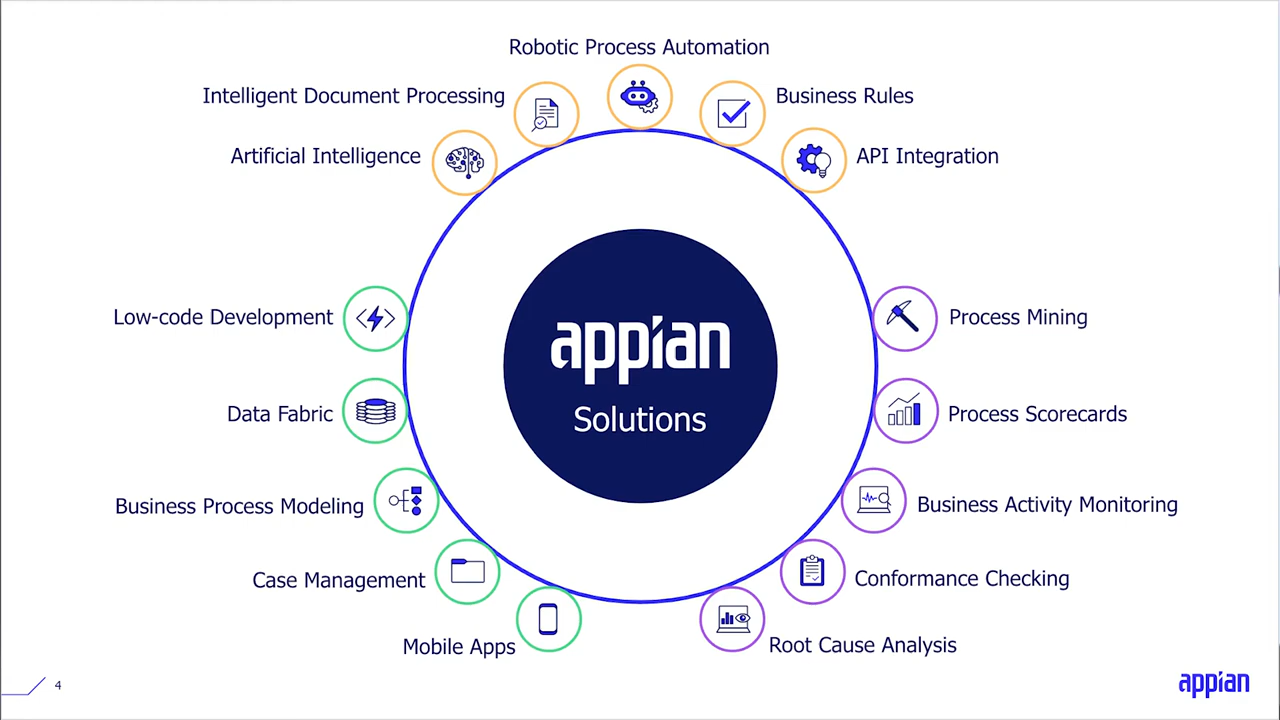 Robotic Process Automation
Intelligent Document Processing
Business Rules
Artificial Intelligence
API Integration
Low-code Development
Process Mining
appian
Solutions
Data Fabric
Process Scorecards
Business Process Modeling
Business Activity Monitoring
Case Management
Conformance Checking
Mobile Apps
Root Cause Analysis
4
appian